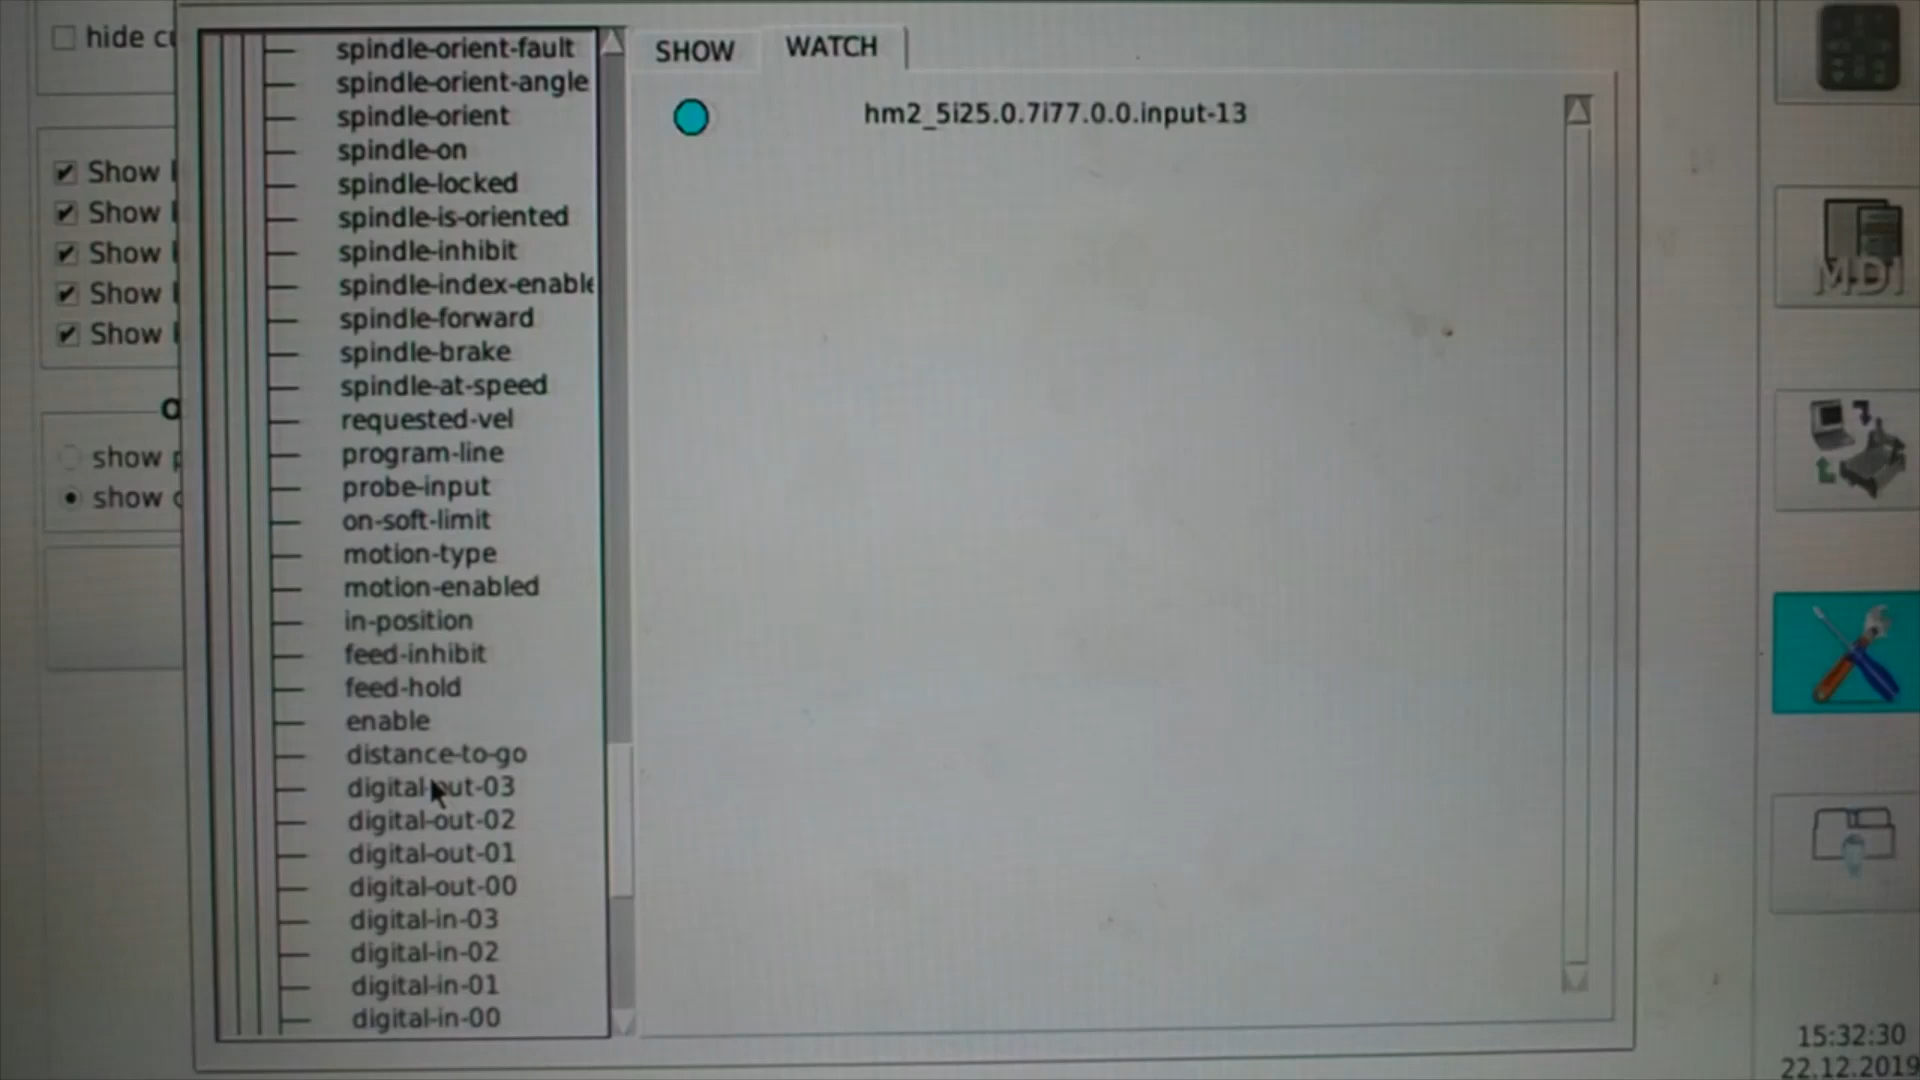 hide
Show
Show
Show
Show
Show
show
show
spindle-orient-fault
spindle-orient-angle
spindle-orient
spindle-on
spindle-locked
spindle-is-oriented
spindle-inhibit
spindle-index-enable
spindle-forward
spindle-brake
spindle-at-speed
requested-vel
program-line
probe-input
on-soft-limit
motion-type
motion-enabled
in-position
feed-inhibit
feed-hold
enable
distance-to-go
digital-out-03
digital-out-02
digital-out-01
digital-out-00
digital-in-03
digital-in-02
digital-in-01
digital-in-00
SHOW WATCH
hm2_5i25.0.7i77.0.0.input-13
MDI
15:32:30
22.12.2019